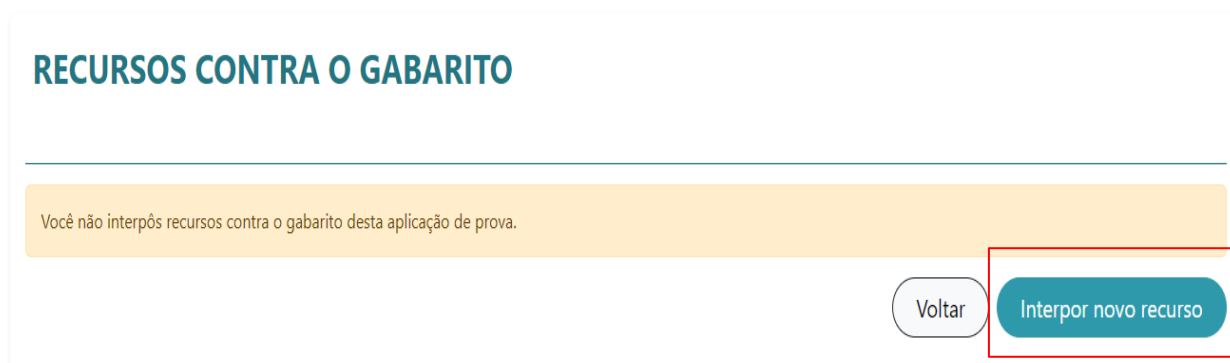 RECURSOS CONTRA O GABARITO
Você não interpôs recursos contra o gabarito desta aplicação de prova.
Voltar
Interpor novo recurso